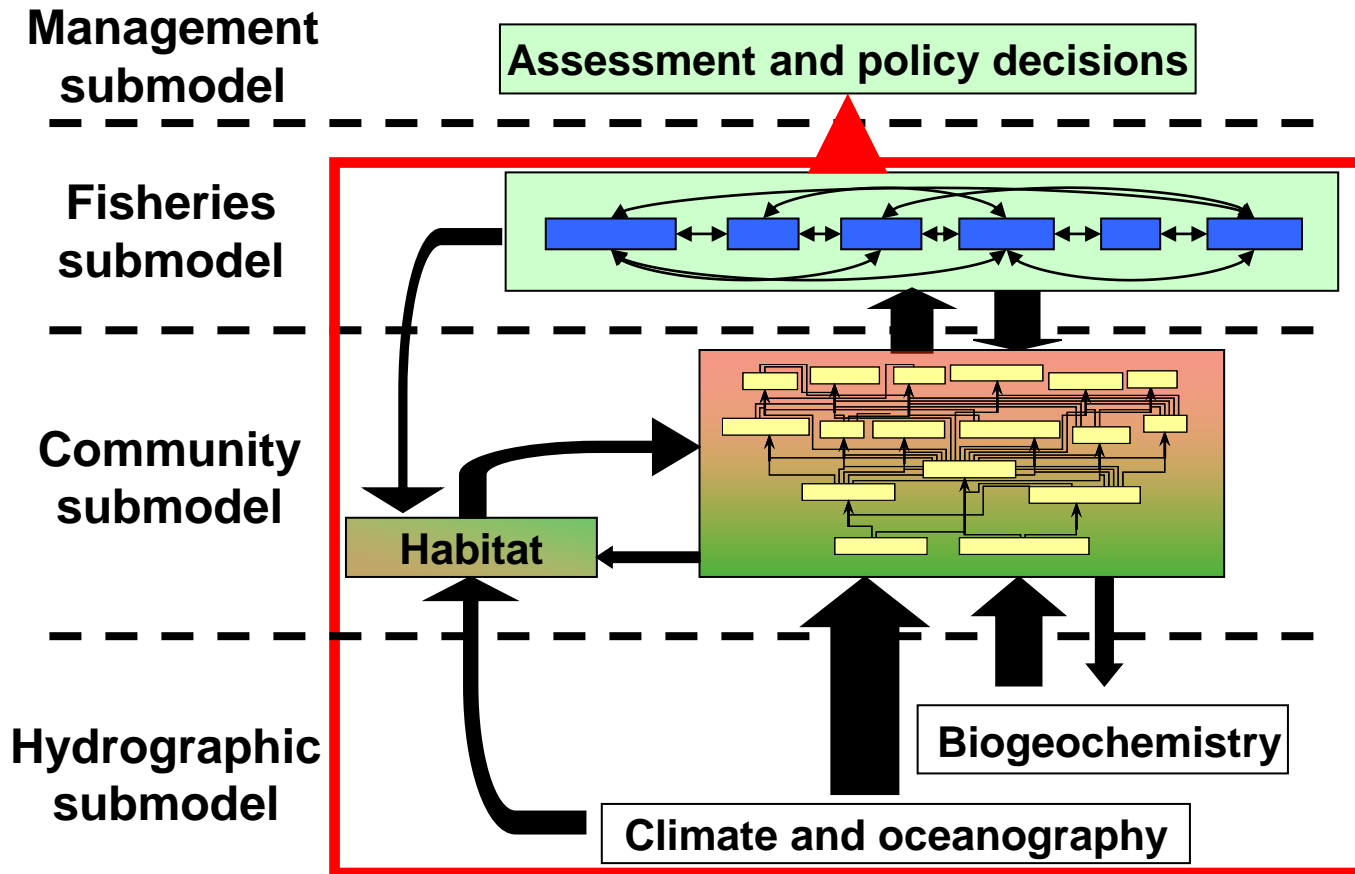 Management
submodel
Assessment and policy decisions
Fisheries
submodel
Community
submodel
Habitat
Hydrographic
submodel
Biogeochemistry
Climate and oceanography